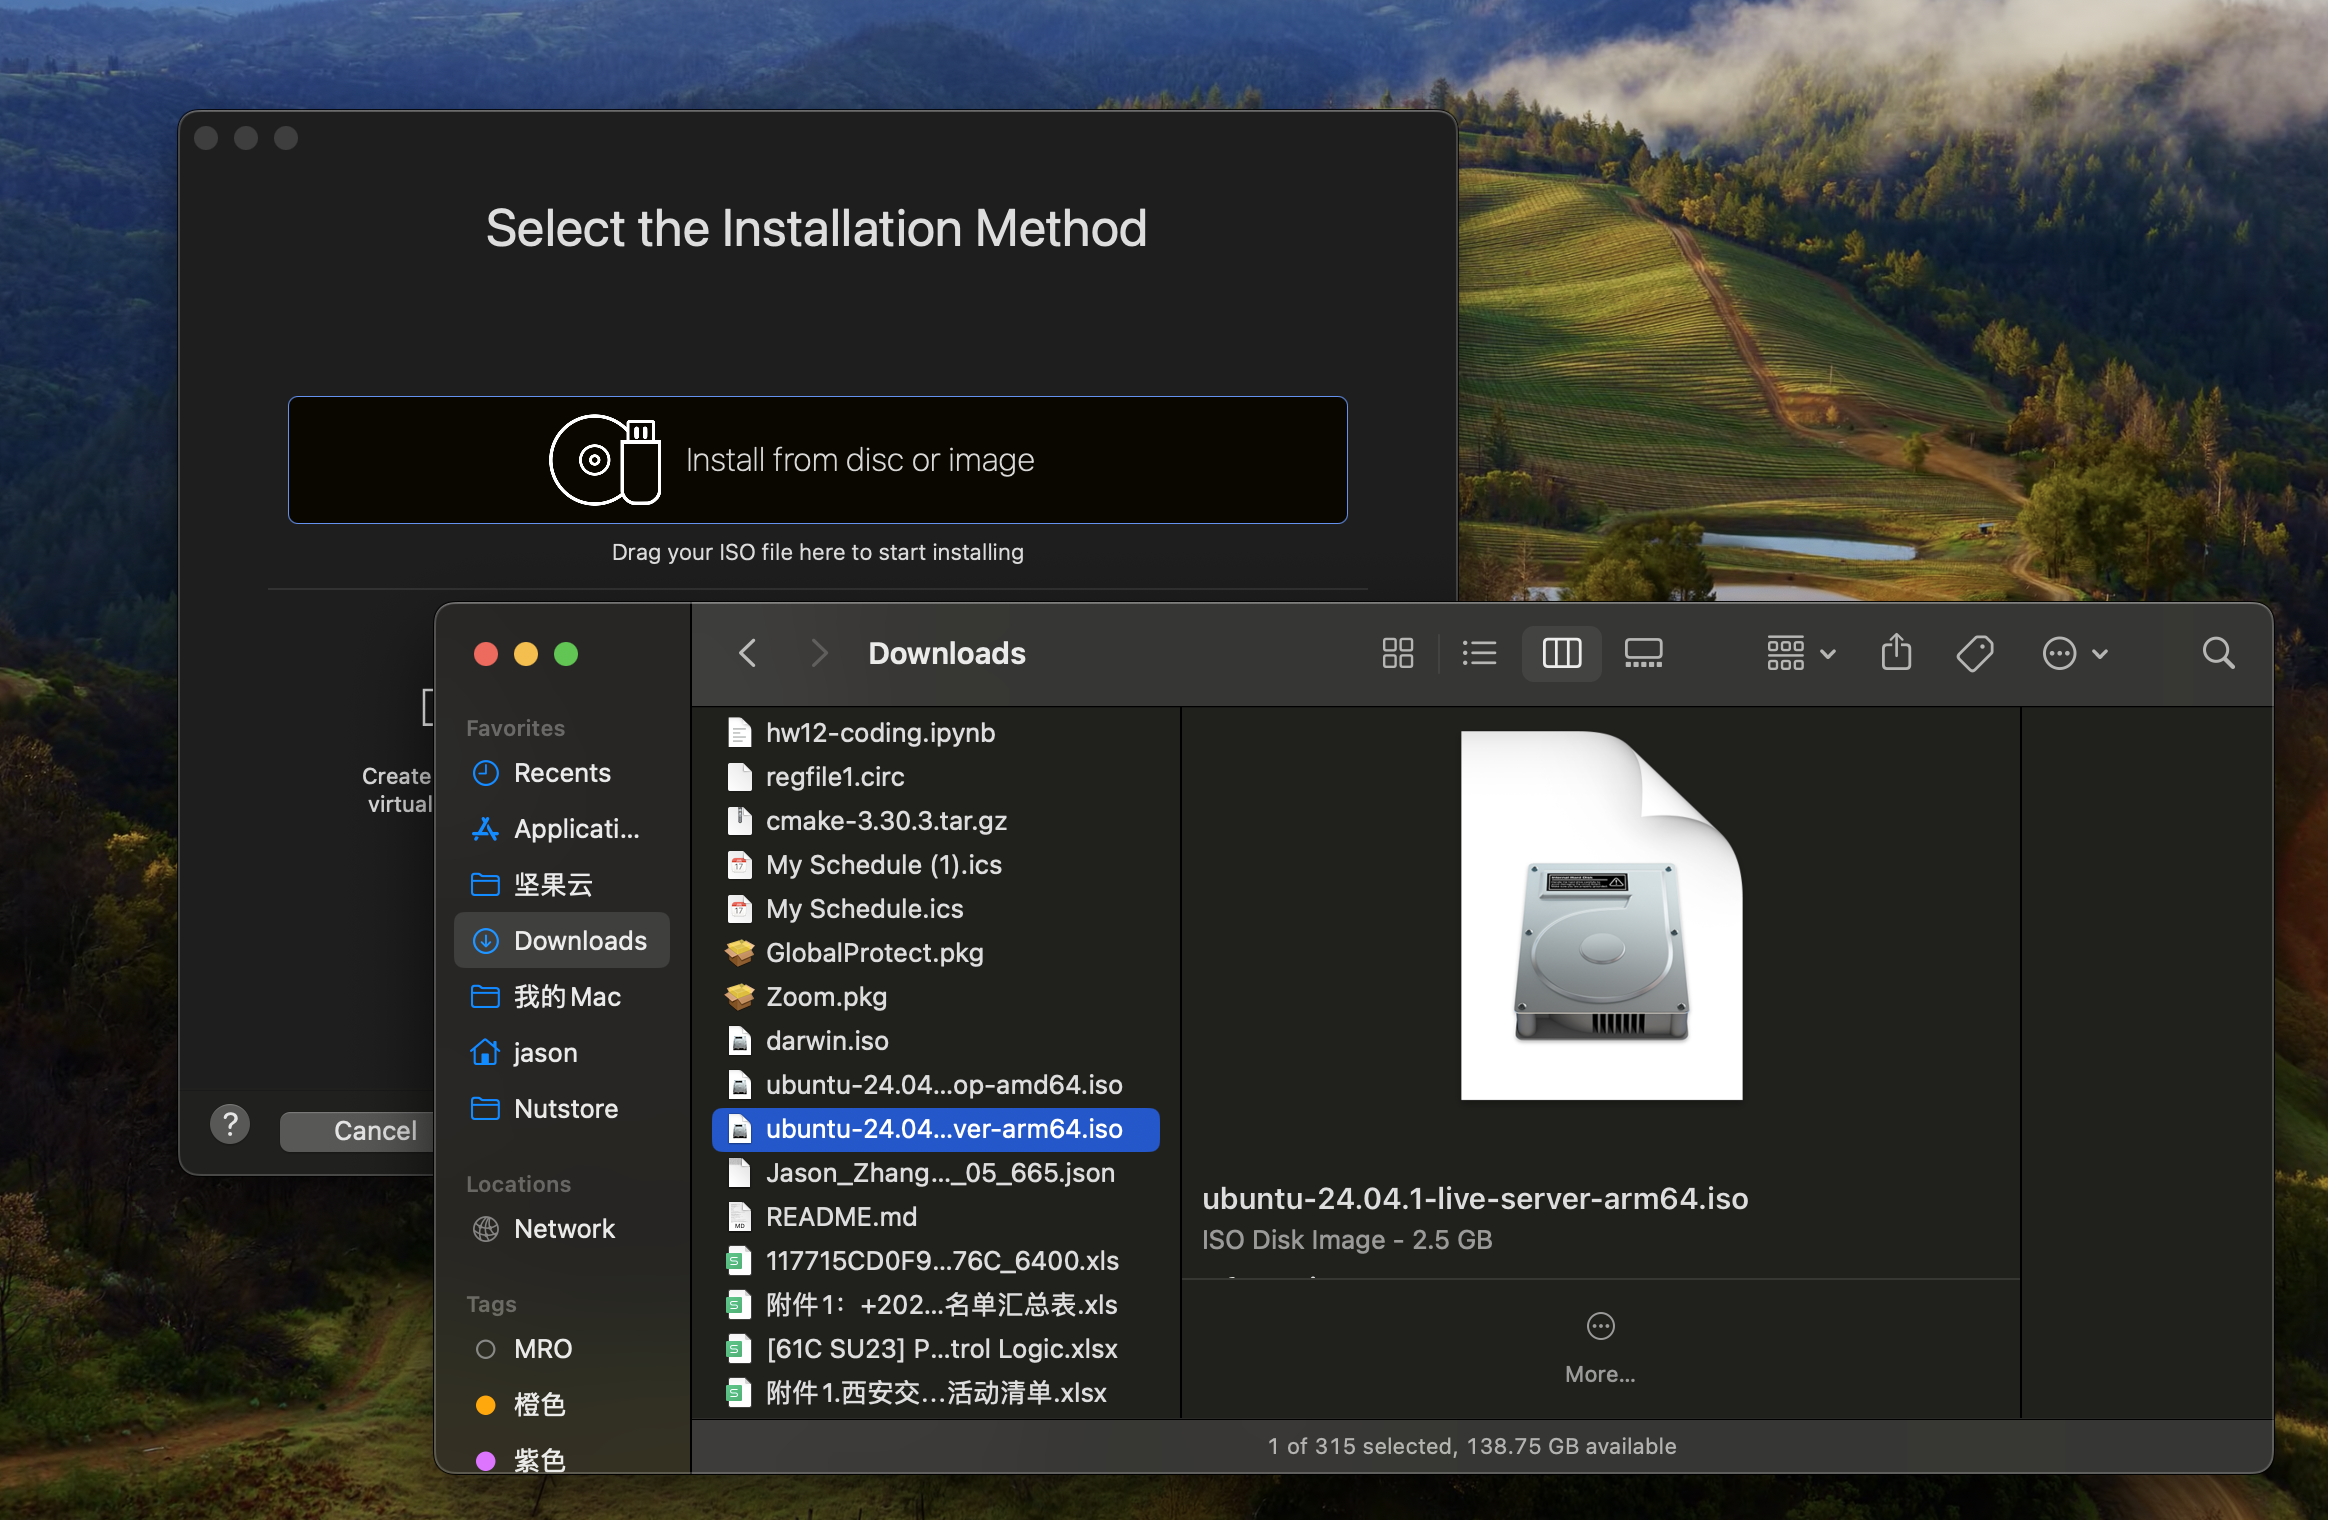 Select the Installation Method
Install from disc or image
Drag your ISO file here to start installing
Create
virtual
?
Cancel
Downloads
Favorites
Recents
Applicati...
坚果云
Downloads
我的Mac
jason
Nutstore
Locations
Network
Tags
MRO
橙色
紫色
hw12-coding.ipynb
regfile1.circ
cmake-3.30.3.tar.gz
My Schedule (1).ics
My Schedule.ics
GlobalProtect.pkg
Zoom.pkg
darwin.iso
ubuntu-24.04...op-amd64.iso
ubuntu-24.04...ver-arm64.iso
Jason_Zhang..._05_665.json
README.md
117715CD0F9...76C_6400.xls
附件1：+202...名单汇总表.xls
[61C SU23] P...trol Logic.xlsx
附件1.西安交...活动清单.xlsx
ubuntu-24.04.1-live-server-arm64.iso
ISO Disk Image - 2.5 GB
More...
1 of 315 selected, 138.75 GB available